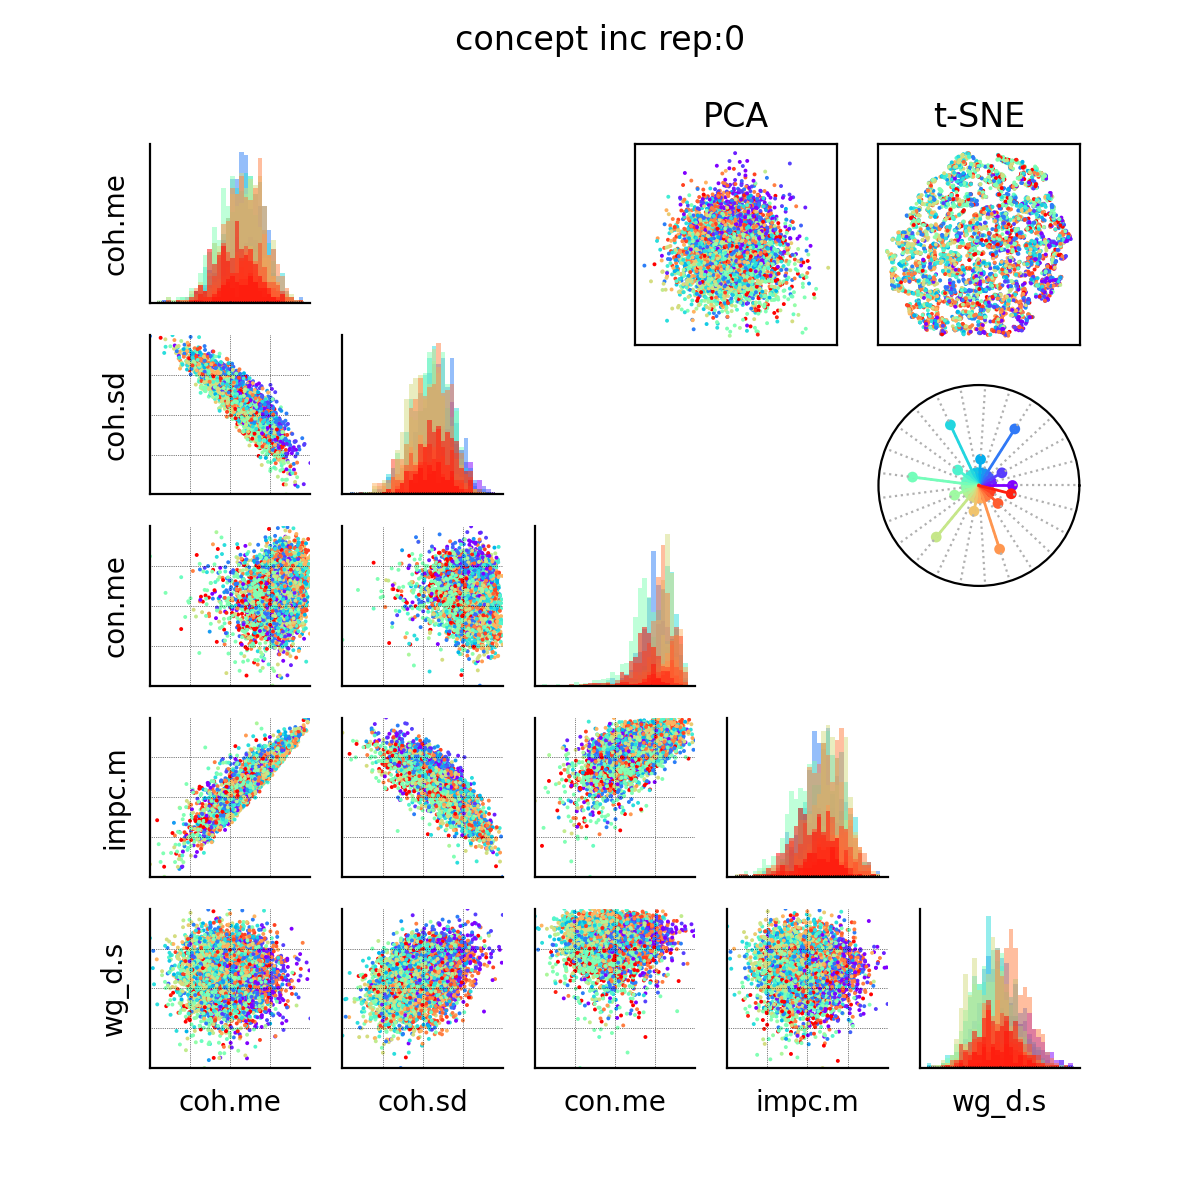 concept inc rep:0
PCA
t-SNE
coh.me
coh.sd
con.me
impc.m
wg_d.s
coh.me
coh.sd
con.me
impc.m
wg_d.s